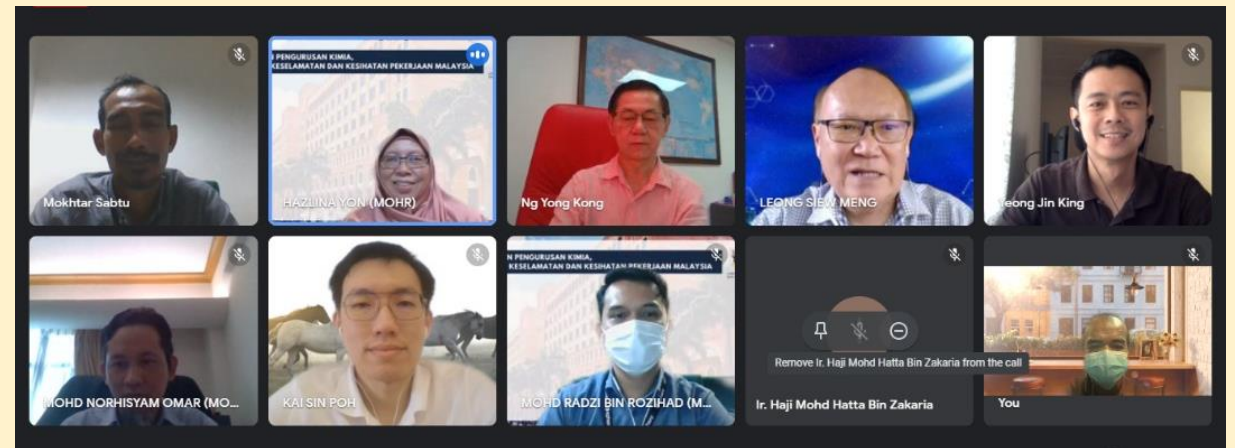 Mokhtar Sabtu
PENGURUSAN KIMIA,
KESELAMATAN DAN KESIHATAN PEKERJAAN MALAYSIA
HAZLINA YON (MOHR)
Ng Yong Kong
LEONG SIEW MENG
Yeong Jin King
MOHD NORHISYAM OMAR (MO...
KAI SIN POH
N PENGURUSAN KIMIA,
KESELAMATAN DAN KESIHATAN PEKERJAAN MALAYSIA
MOHD RADZI BIN ROZIHAD (M...
Remove Ir. Haji Mohd Hatta Bin Zakaria from the call
Ir. Haji Mohd Hatta Bin Zakaria
You